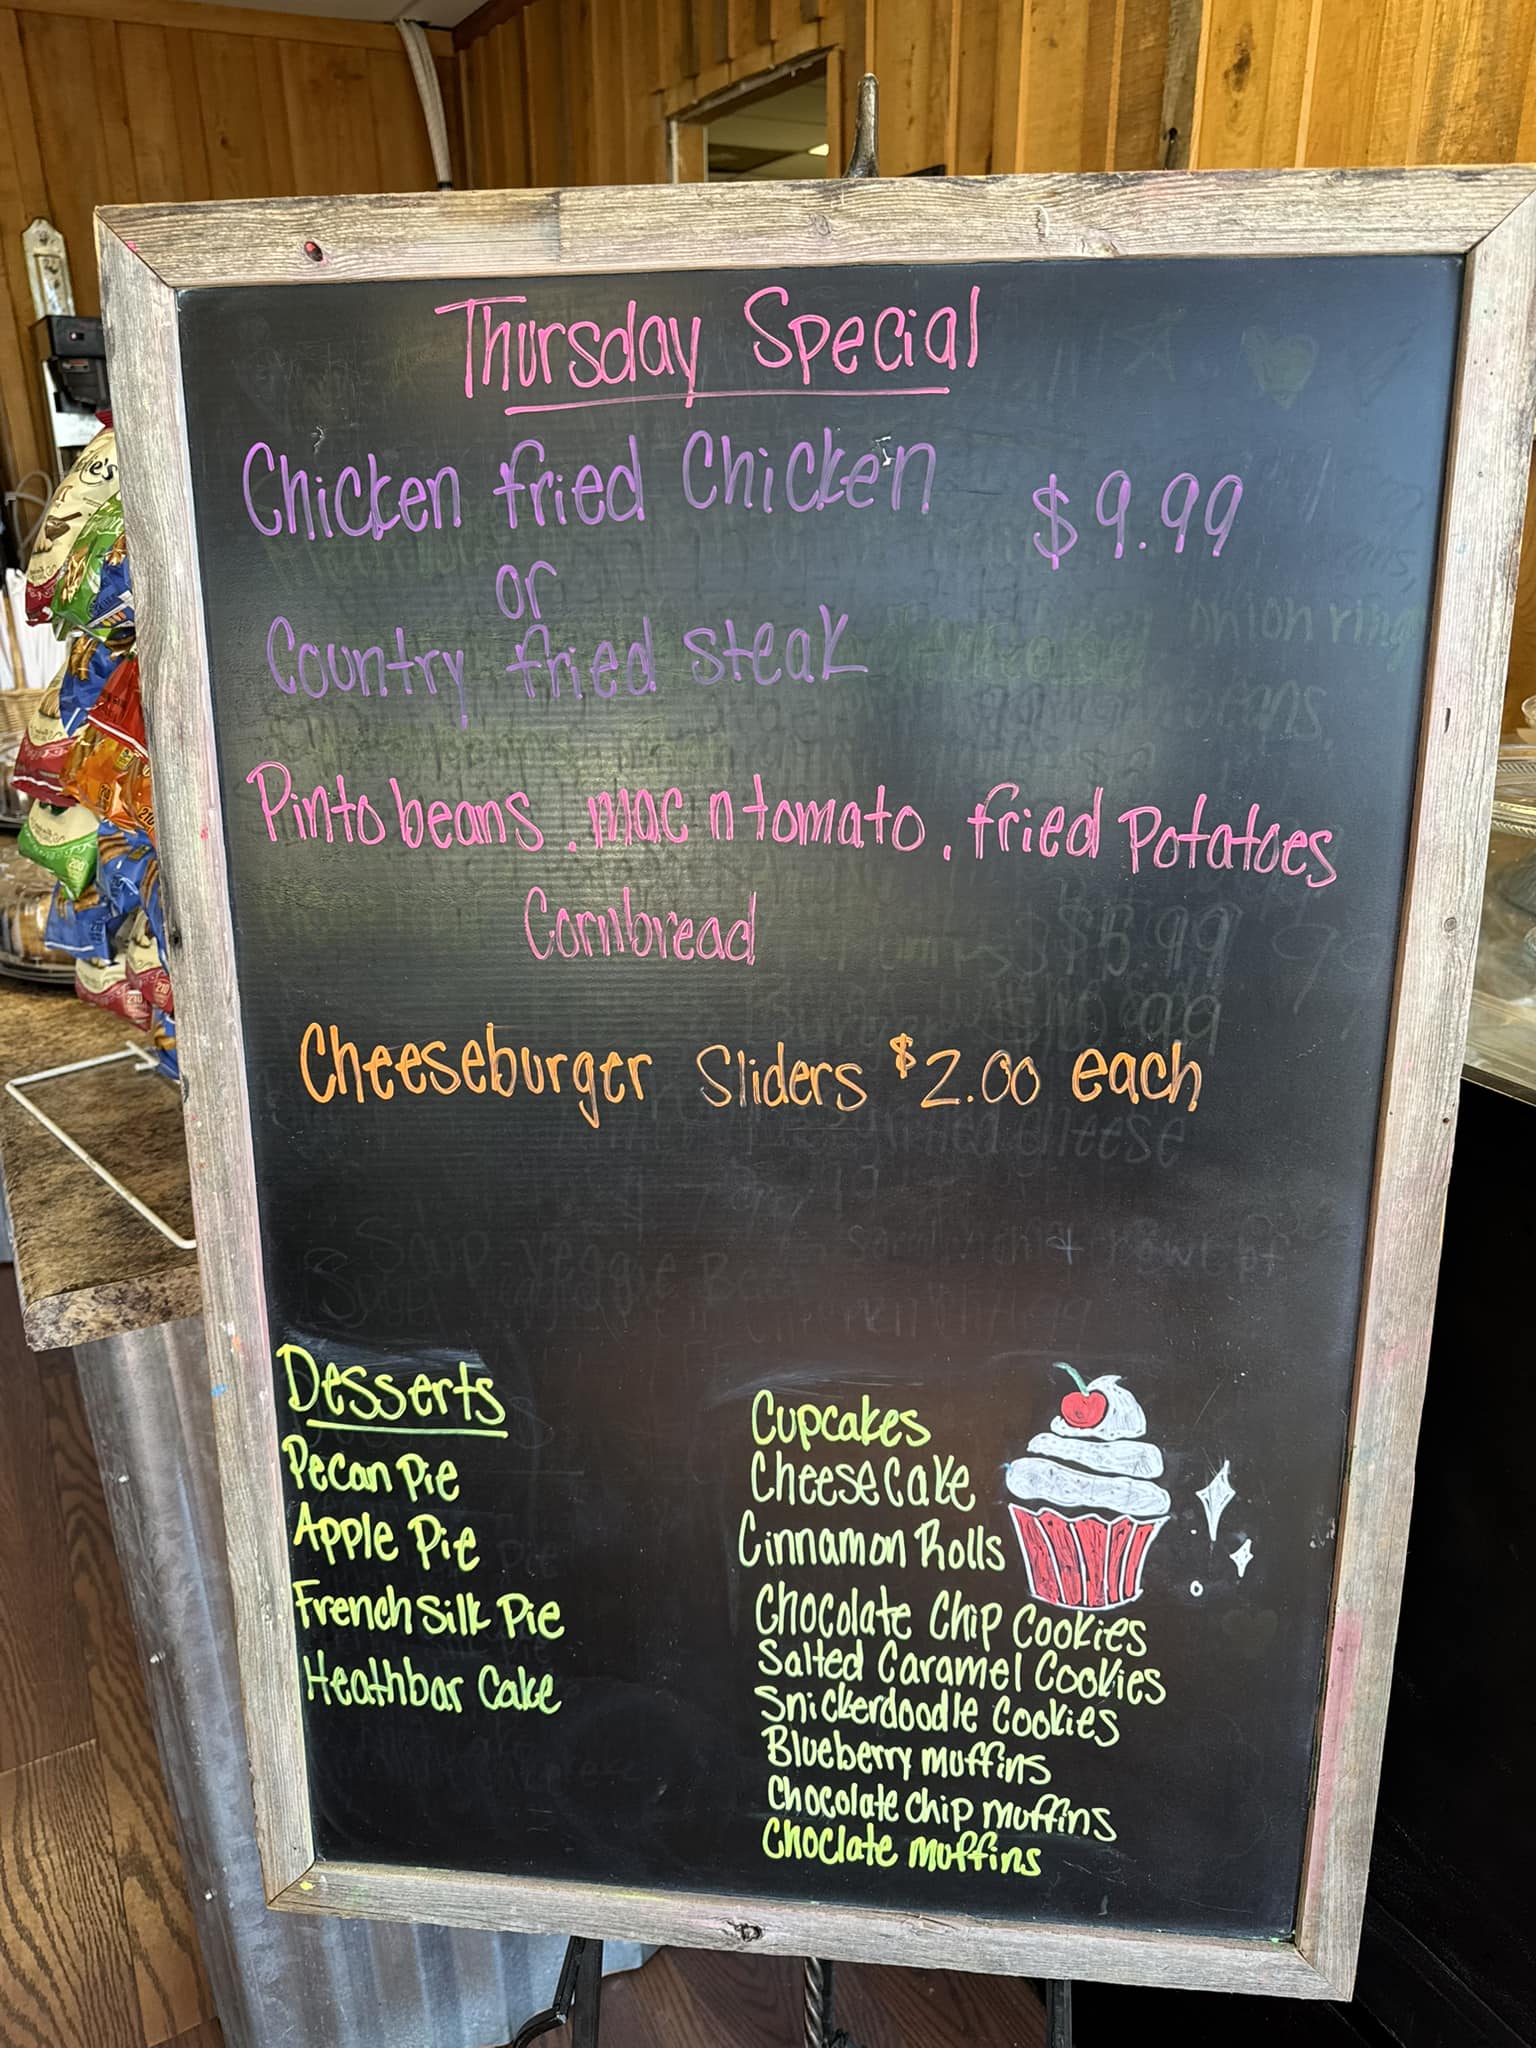 Thursday Special
Chicken fried Chicken $9.99
or
Country fried Steak
Pinto beans, mac n tomato, fried Potatoes
Cornbread
Cheeseburger Sliders $2.00 each
Desserts
Pecan Pie
Apple Pie
French Silk Pie
Heathbar Cake
Cupcakes
Cheese Cake
Cinnamon Rolls
Chocolate Chip Cookies
Salted Caramel Cookies
Snickerdoodle Cookies
Blueberry muffins
Chocolate chip muffins
Choclate muffins